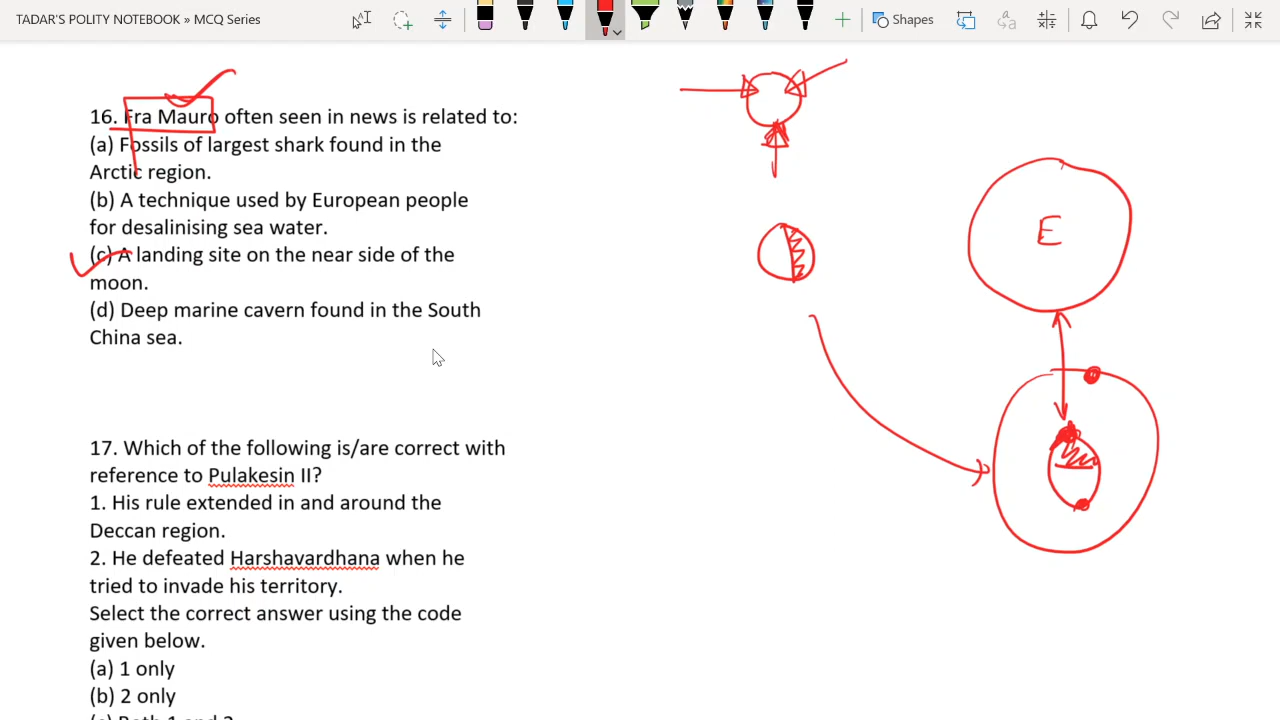 TADAR'S POLITY NOTEBOOK » MCQ Series
Shapes
16. Fra Mauro often seen in news is related to:
(a) Fossils of largest shark found in the
Arctic region.
(b) A technique used by European people
for desalinising sea water.
(c) A landing site on the near side of the
moon.
(d) Deep marine cavern found in the South
China sea.
E
17. Which of the following is/are correct with
reference to Pulakesin II?
1. His rule extended in and around the
Deccan region.
2. He defeated Harshavardhana when he
tried to invade his territory.
Select the correct answer using the code
given below.
(a) 1 only
(b) 2 only
(c) Both 1 and 2